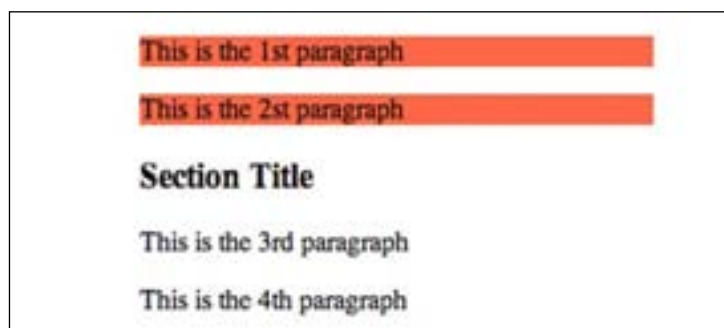 This is the 1st paragraph
This is the 2st paragraph
Section Title
This is the 3rd paragraph
This is the 4th paragraph